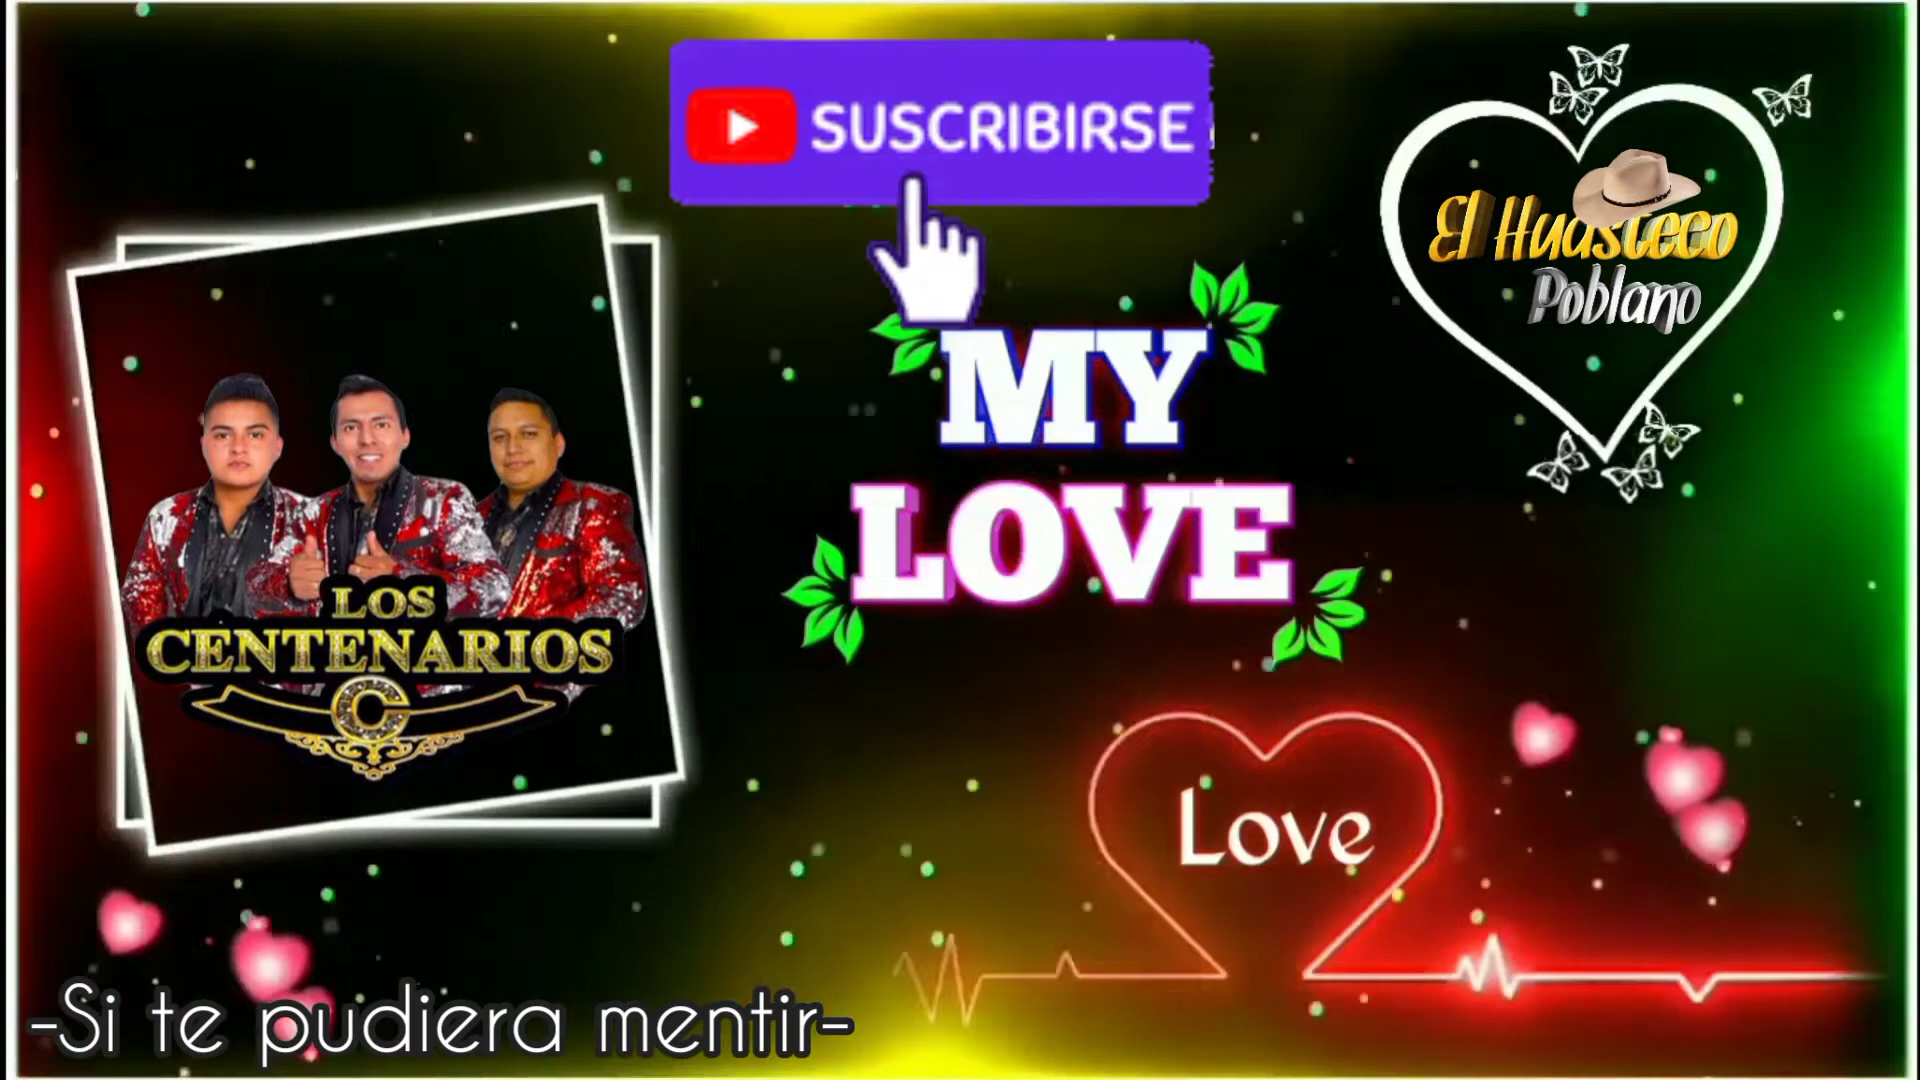 SUSCRIBIRSE
El Huasteco
Poblano
MY
LOVE
LOS
CENTENARIOS
C
Love
-Si te pudiera mentir-